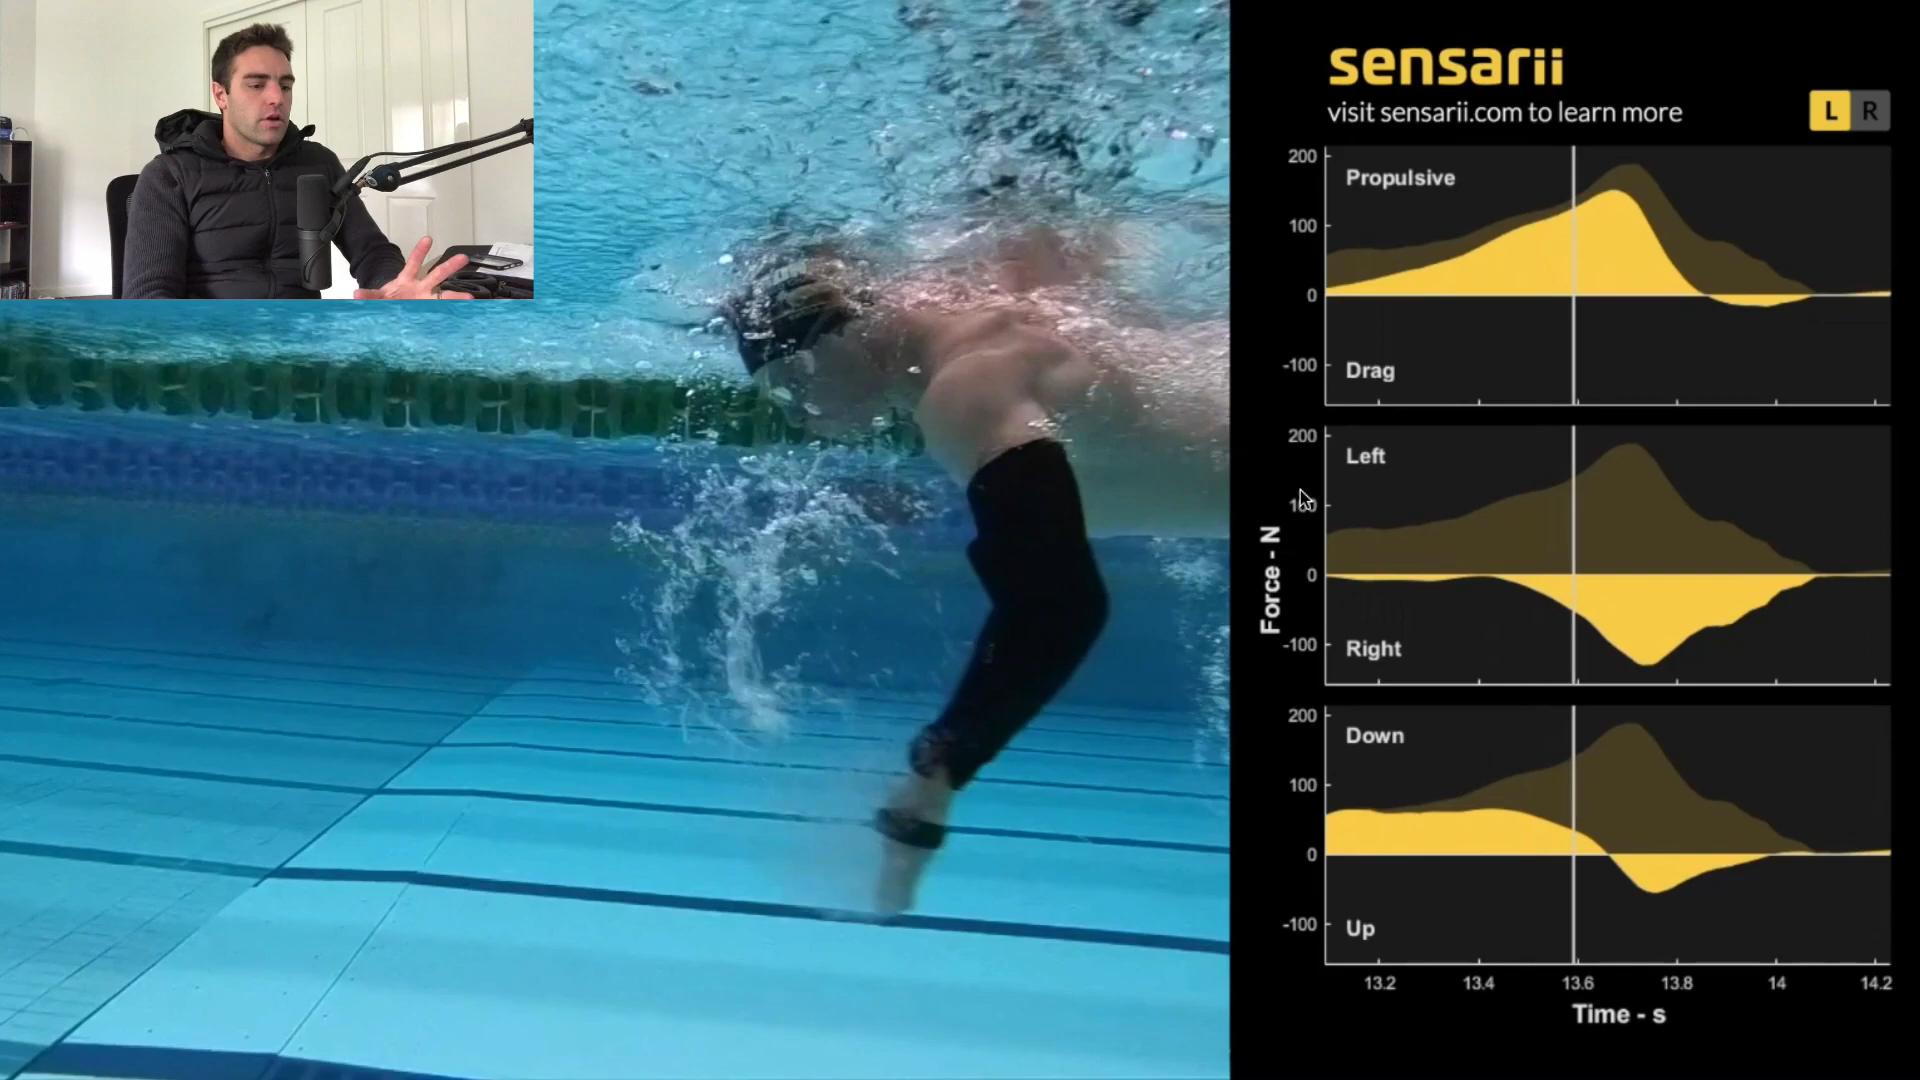 sensarii
visit sensarii.com to learn more
L R
200
Propulsive
100
0
-100
Drag
200
Left
100
0
-100
Right
200
Down
100
0
-100
Up
Force - N
13.2 13.4 13.6 13.8 14 14.2
Time - s